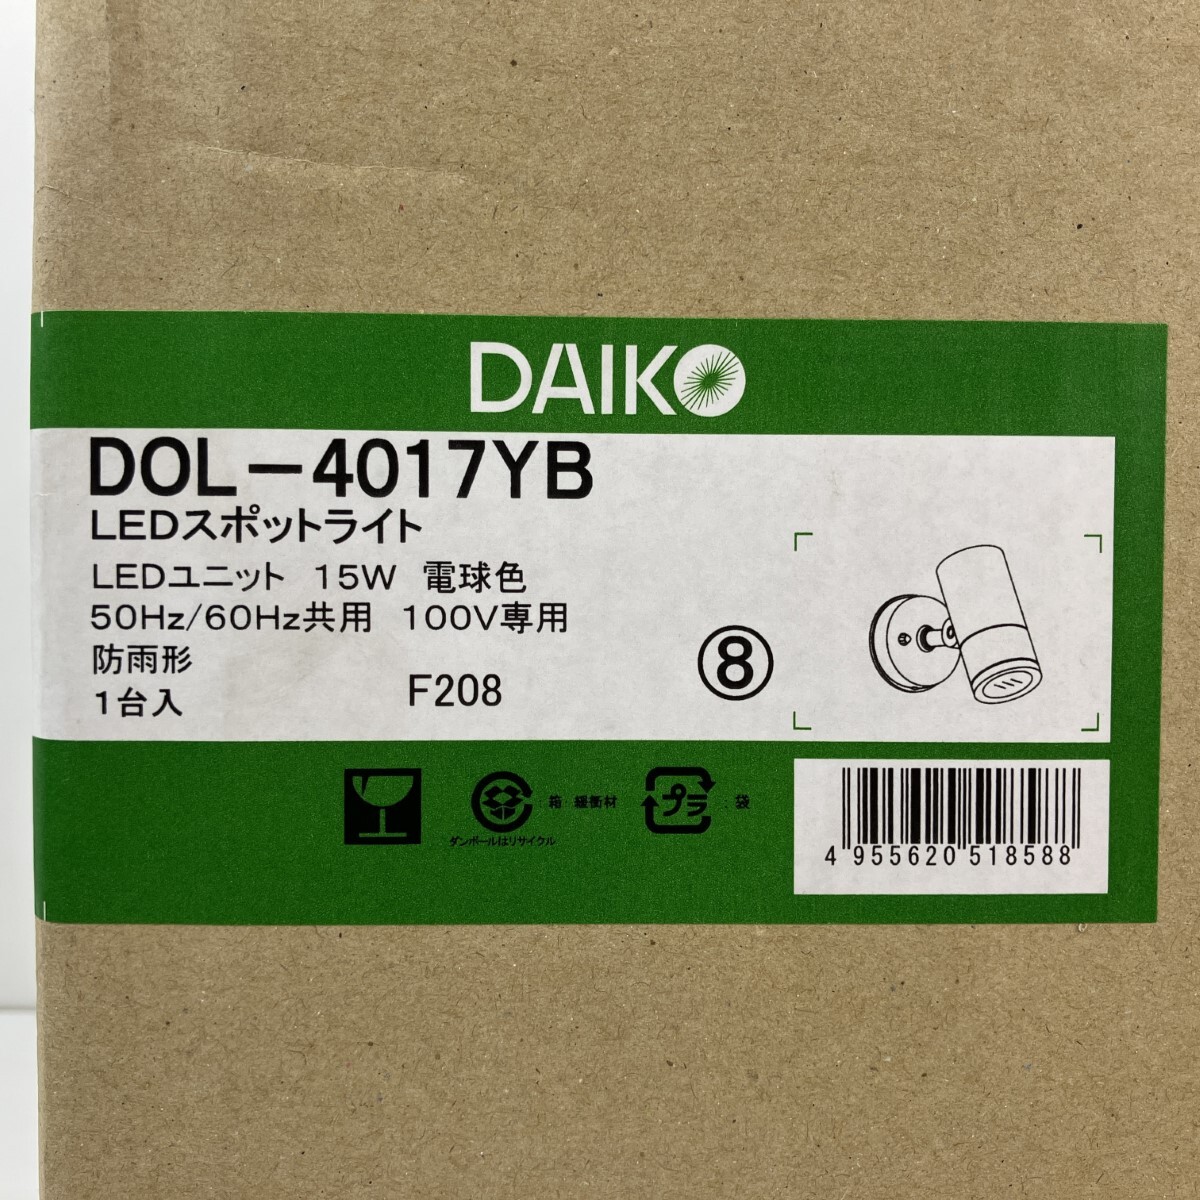 DAIKO
DOL-4017YB
LEDスポットライト
LEDユニット 15W 電球色
50Hz/60Hz共用 100V専用
防雨形
1台入 F208
⑧
：箱・緩衝材
ダンボールはリサイクル
プラ ：袋
4 955620 518588